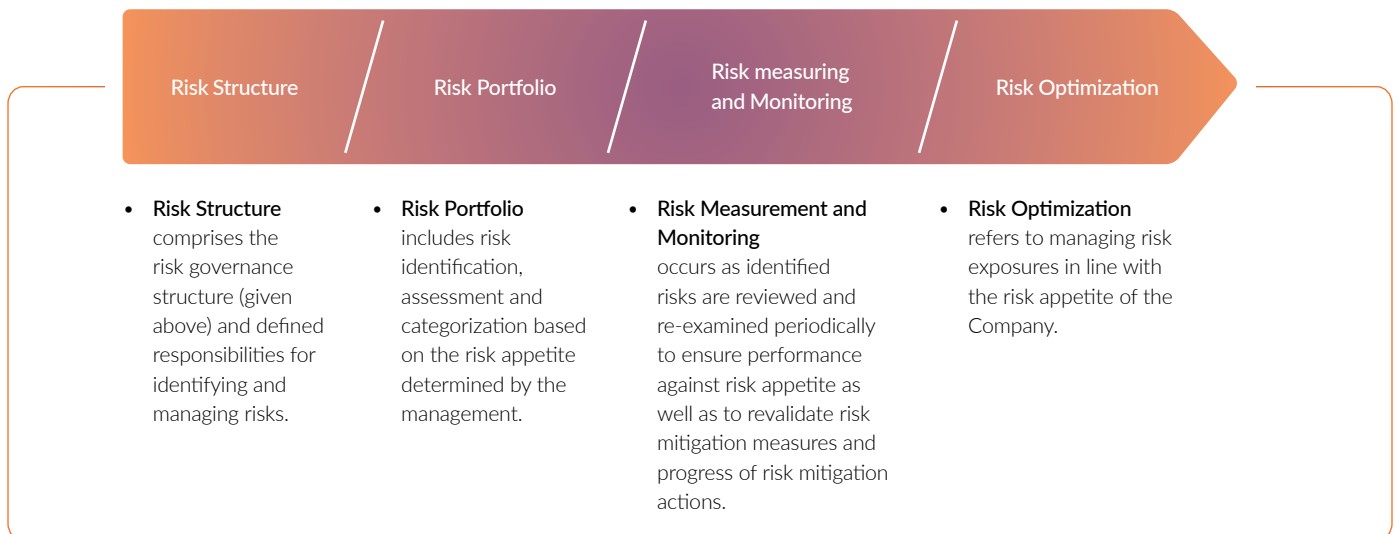 Risk Structure
Risk Portfolio
Risk measuring
and Monitoring
Risk Optimization
• Risk Structure
comprises the
risk governance
structure (given
above) and defined
responsibilities for
identifying and
managing risks.
• Risk Portfolio
includes risk
identification,
assessment and
categorization based
on the risk appetite
determined by the
management.
• Risk Measurement and
Monitoring
occurs as identified
risks are reviewed and
re-examined periodically
to ensure performance
against risk appetite as
well as to revalidate risk
mitigation measures and
progress of risk mitigation
actions.
• Risk Optimization
refers to managing risk
exposures in line with
the risk appetite of the
Company.